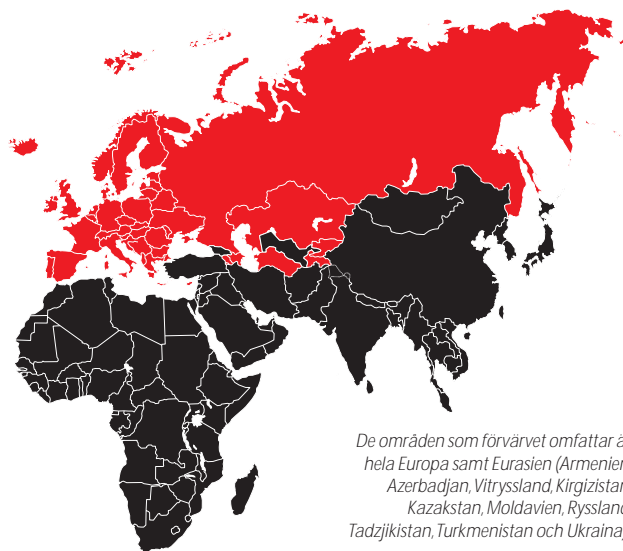 De områden som förvärvet omfattar ä
hela Europa samt Eurasien (Armenien
Azerbadjan, Vitryssland, Kirgizistan
Kazakstan, Moldavien, Ryssland
Tadzjikistan, Turkmenistan och Ukraina)